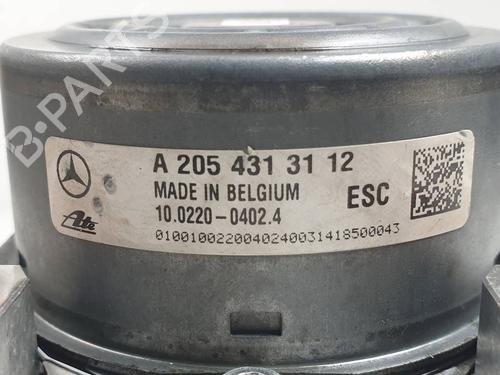 B-PARTS
A 205 431 31 12
MADE IN BELGIUM
ESC
10.0220-0402.4
Ate
0100100220040240031418500043